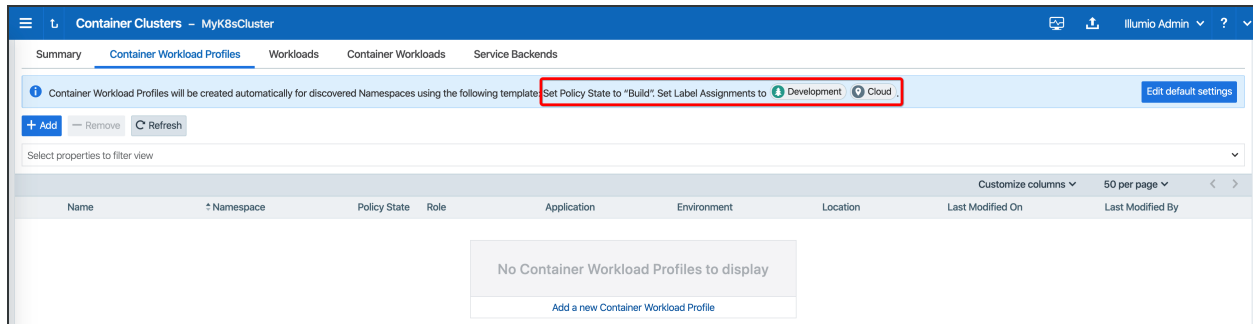 Container Clusters – MyK8sCluster
Illumio Admin
?
Summary Container Workload Profiles Workloads Container Workloads Service Backends
Container Workload Profiles will be created automatically for discovered Namespaces using the following template: Set Policy State to “Build”. Set Label Assignments to Development Cloud .
Edit default settings
+ Add — Remove Refresh
Select properties to filter view
Customize columns 50 per page
Name Namespace Policy State Role Application Environment Location Last Modified On Last Modified By
No Container Workload Profiles to display
Add a new Container Workload Profile